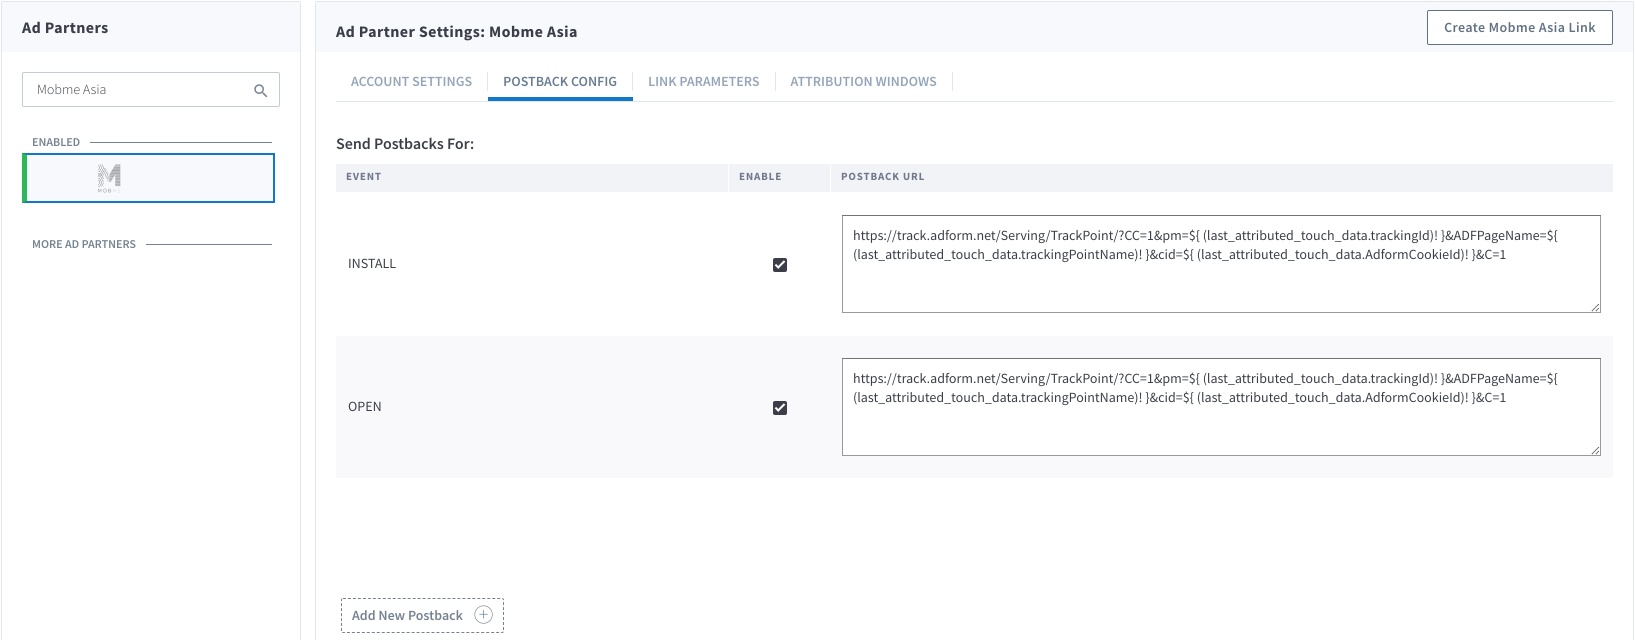 Ad Partners
Mobme Asia
ENABLED
MOB
MORE AD PARTNERS
Ad Partner Settings: Mobme Asia
Create Mobme Asia Link
ACCOUNT SETTINGS
POSTBACK CONFIG
LINK PARAMETERS
ATTRIBUTION WINDOWS
Send Postbacks For:
EVENT
ENABLE
POSTBACK URL
INSTALL
https://track.adform.net/Serving/TrackPoint/?CC=1&pm=${ (last_attributed_touch_data.trackingId)! }&ADFPageName=${
(last_attributed_touch_data.trackingPointName)! }&cid=${ (last_attributed_touch_data.AdformCookieId)! }&C=1
OPEN
https://track.adform.net/Serving/TrackPoint/?CC=1&pm=${ (last_attributed_touch_data.trackingId)! }&ADFPageName=${
(last_attributed_touch_data.trackingPointName)! }&cid=${ (last_attributed_touch_data.AdformCookieId)! }&C=1
Add New Postback